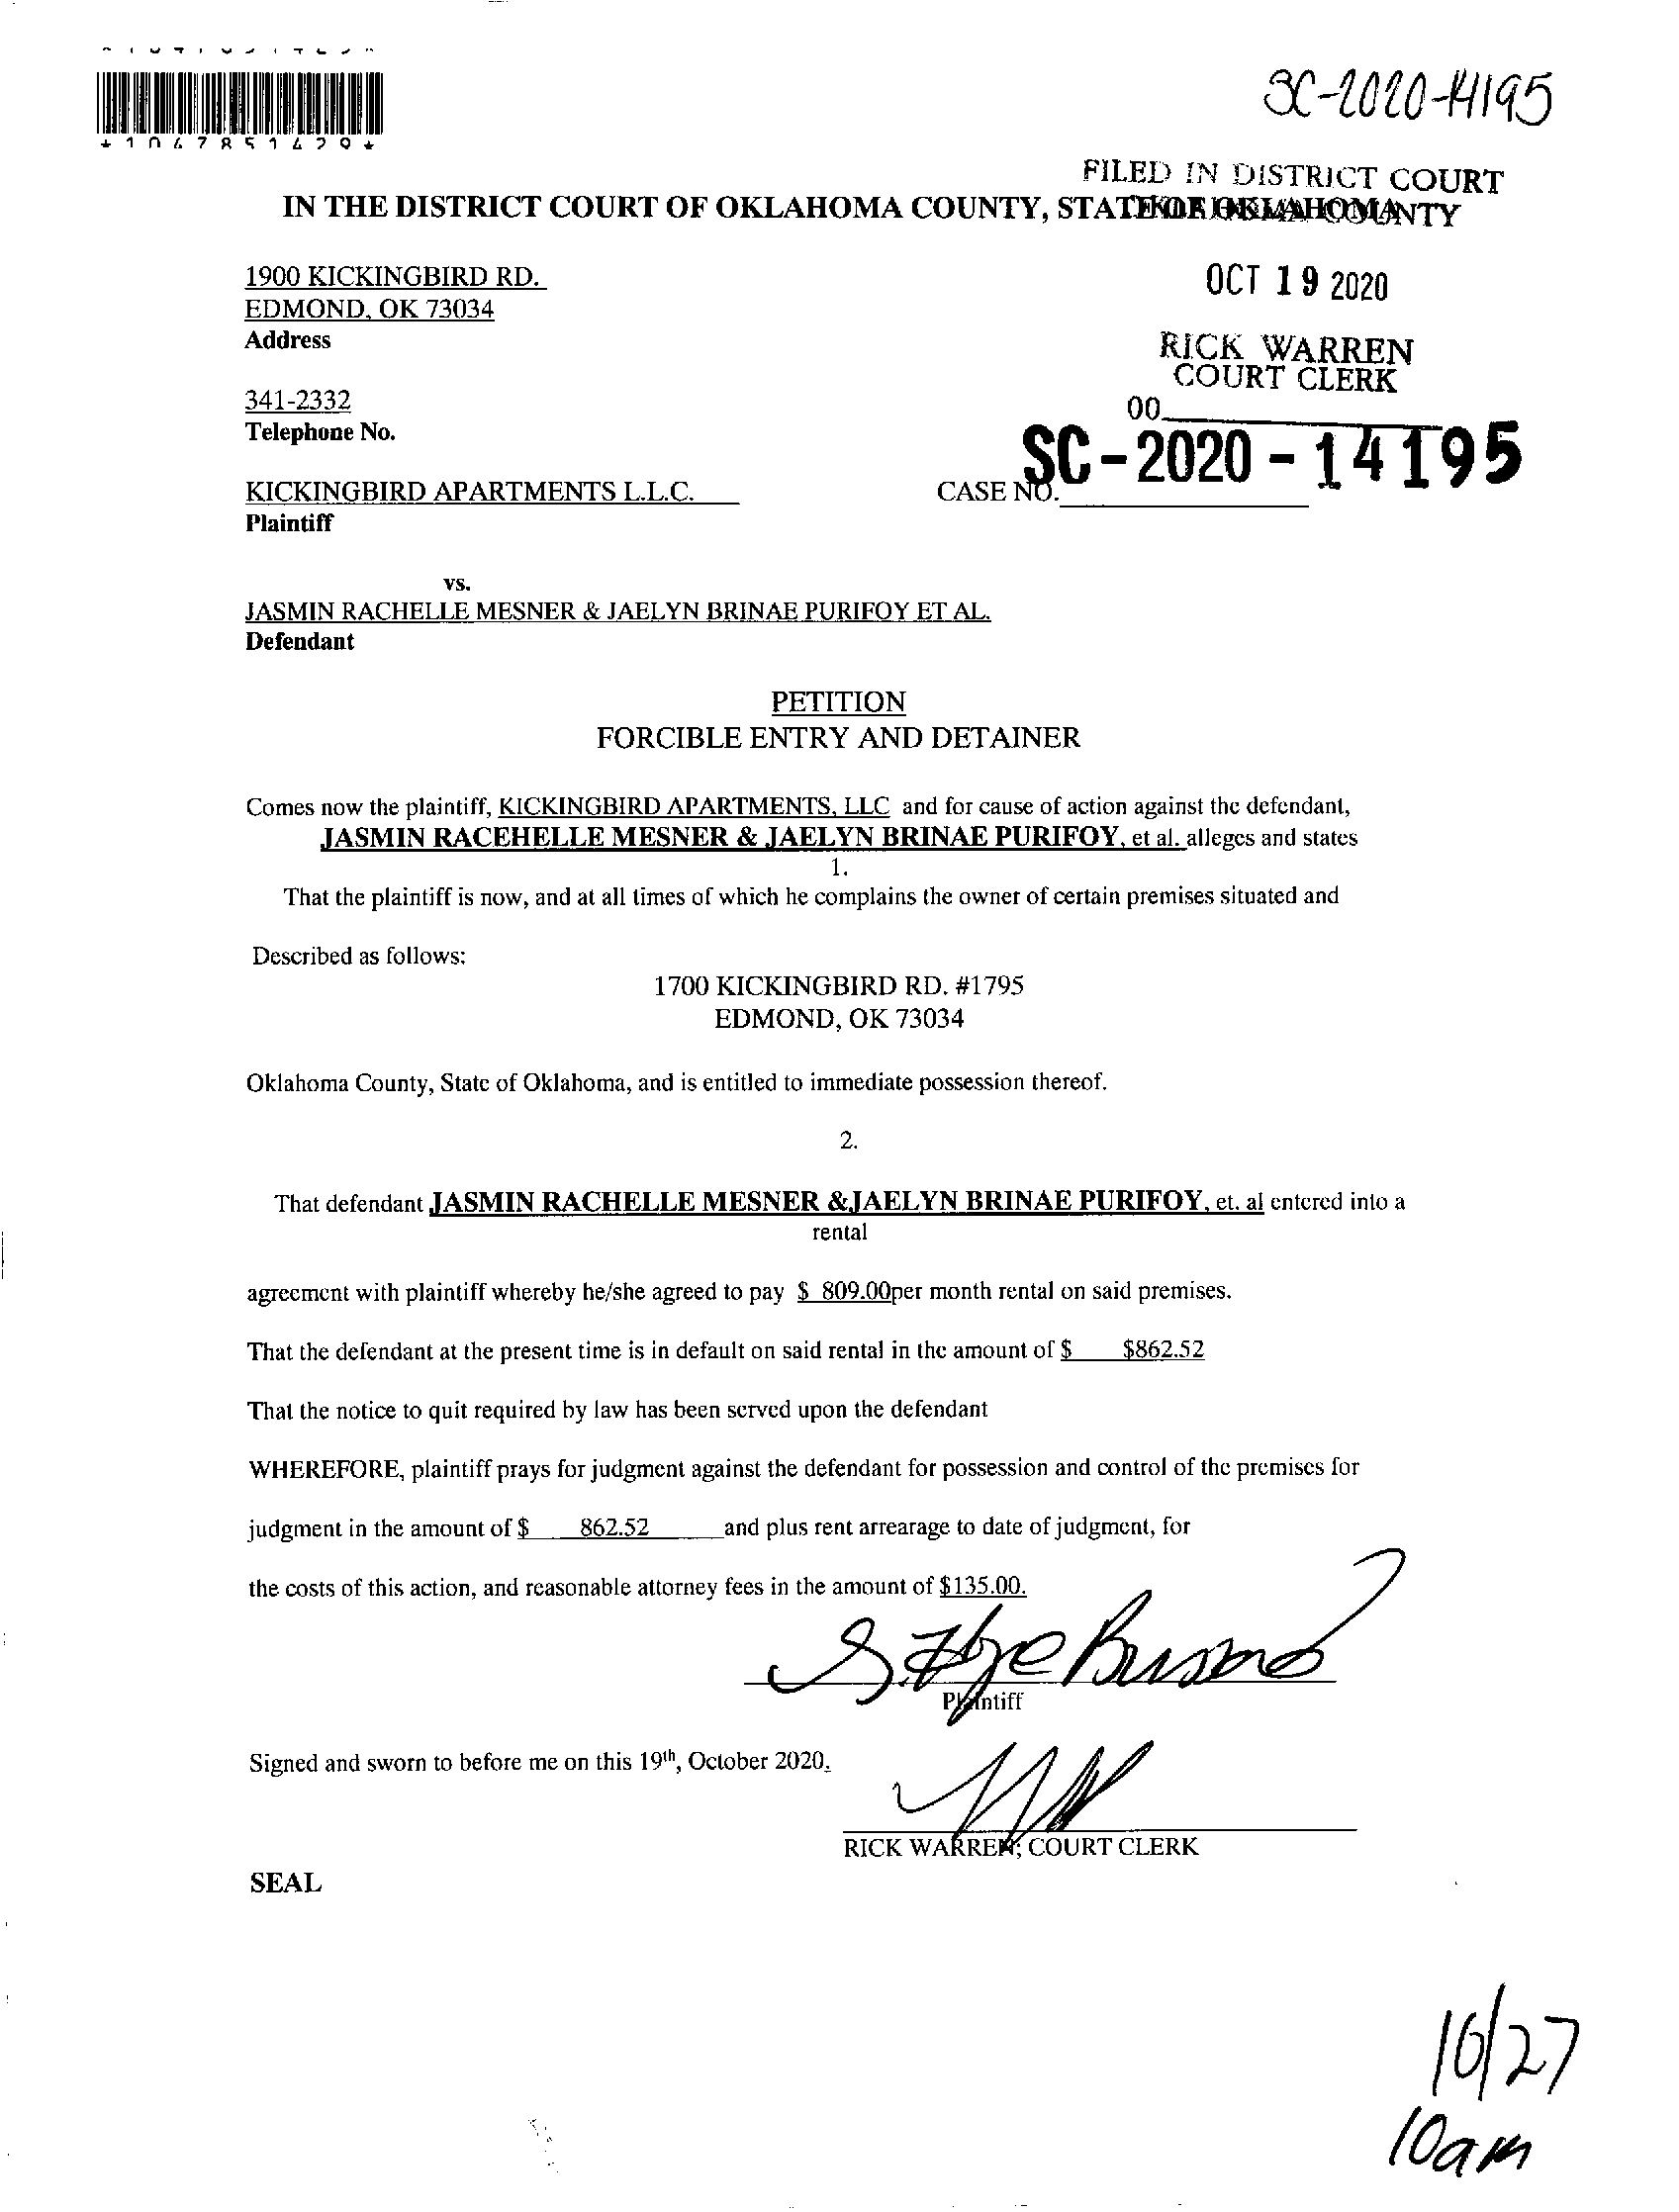 *1047851429*
SC-2020-14195
FILED IN DISTRICT COURT
IN THE DISTRICT COURT OF OKLAHOMA COUNTY, STATE OF OKLAHOMA
1900 KICKINGBIRD RD.
EDMOND, OK 73034
Address
OCT 19 2020
RICK WARREN
COURT CLERK
341-2332
Telephone No.
00
SC-2020-14195
KICKINGBIRD APARTMENTS L.L.C.
CASE NO.
Plaintiff
vs.
JASMIN RACHELLE MESNER & JAELYN BRINAE PURIFOY ET AL.
Defendant
PETITION
FORCIBLE ENTRY AND DETAINER
Comes now the plaintiff, KICKINGBIRD APARTMENTS, LLC and for cause of action against the defendant,
JASMIN RACEHELLE MESNER & JAELYN BRINAE PURIFOY, et al. alleges and states
1.
That the plaintiff is now, and at all times of which he complains the owner of certain premises situated and
Described as follows:
1700 KICKINGBIRD RD. #1795
EDMOND, OK 73034
Oklahoma County, State of Oklahoma, and is entitled to immediate possession thereof.
2.
That defendant JASMIN RACHELLE MESNER &JAELYN BRINAE PURIFOY, et. al entered into a
rental
agreement with plaintiff whereby he/she agreed to pay $ 809.00per month rental on said premises.
That the defendant at the present time is in default on said rental in the amount of $ $862.52
That the notice to quit required by law has been served upon the defendant
WHEREFORE, plaintiff prays for judgment against the defendant for possession and control of the premises for
judgment in the amount of $ 862.52 and plus rent arrearage to date of judgment, for
the costs of this action, and reasonable attorney fees in the amount of $135.00.
Plaintiff
Signed and sworn to before me on this 19th, October 2020.
RICK WARREN; COURT CLERK
SEAL
10/27
10am